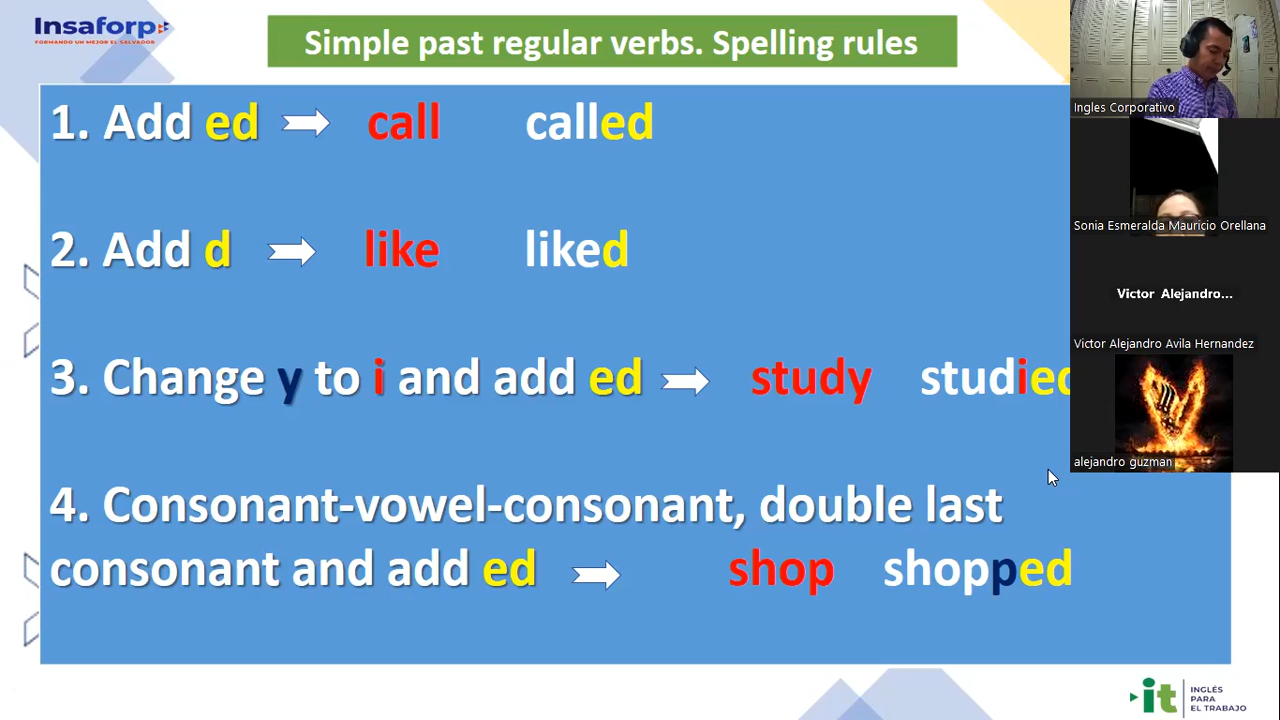 Insaforp
FORMANDO UN MEJOR EL SALVADOR
Simple past regular verbs. Spelling rules
1. Add ed call called
2. Add d like liked
3. Change y to i and add ed study studied
4. Consonant-vowel-consonant, double last
consonant and add ed shop shopped
Ingles Corporativo
Sonia Esmeralda Mauricio Orellana
Victor Alejandro...
Victor Alejandro Avila Hernandez
alejandro guzman
it INGLÉS
PARA
EL TRABAJO